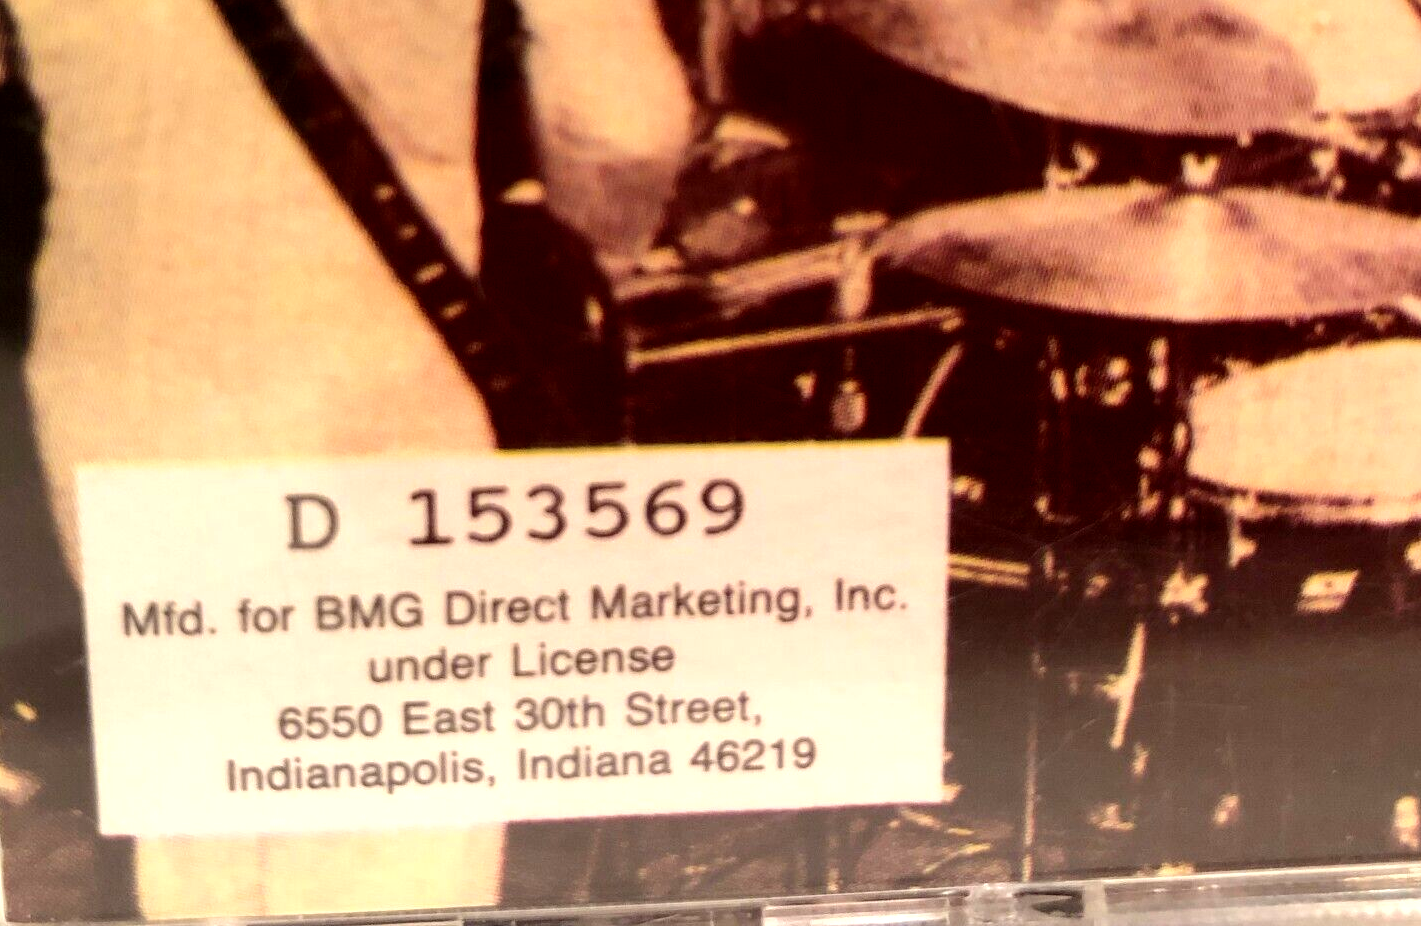 D 153569
Mfd. for BMG Direct Marketing, Inc.
under License
6550 East 30th Street,
Indianapolis, Indiana 46219